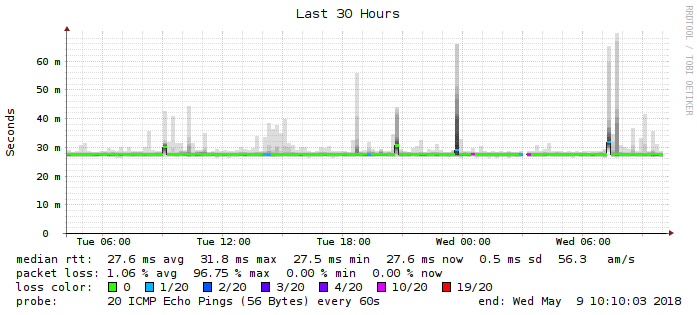 Last 30 Hours
RRDTOOL / TOBI OETIKER
Seconds
60 m
50 m
40 m
30 m
20 m
10 m
0
Tue 06:00 Tue 12:00 Tue 18:00 Wed 00:00 Wed 06:00
median rtt: 27.6 ms avg 31.8 ms max 27.5 ms min 27.6 ms now 0.5 ms sd 56.3 am/s
packet loss: 1.06 % avg 96.75 % max 0.00 % min 0.00 % now
loss color: 0 1/20 2/20 3/20 4/20 10/20 19/20
probe: 20 ICMP Echo Pings (56 Bytes) every 60s end: Wed May 9 10:10:03 2018